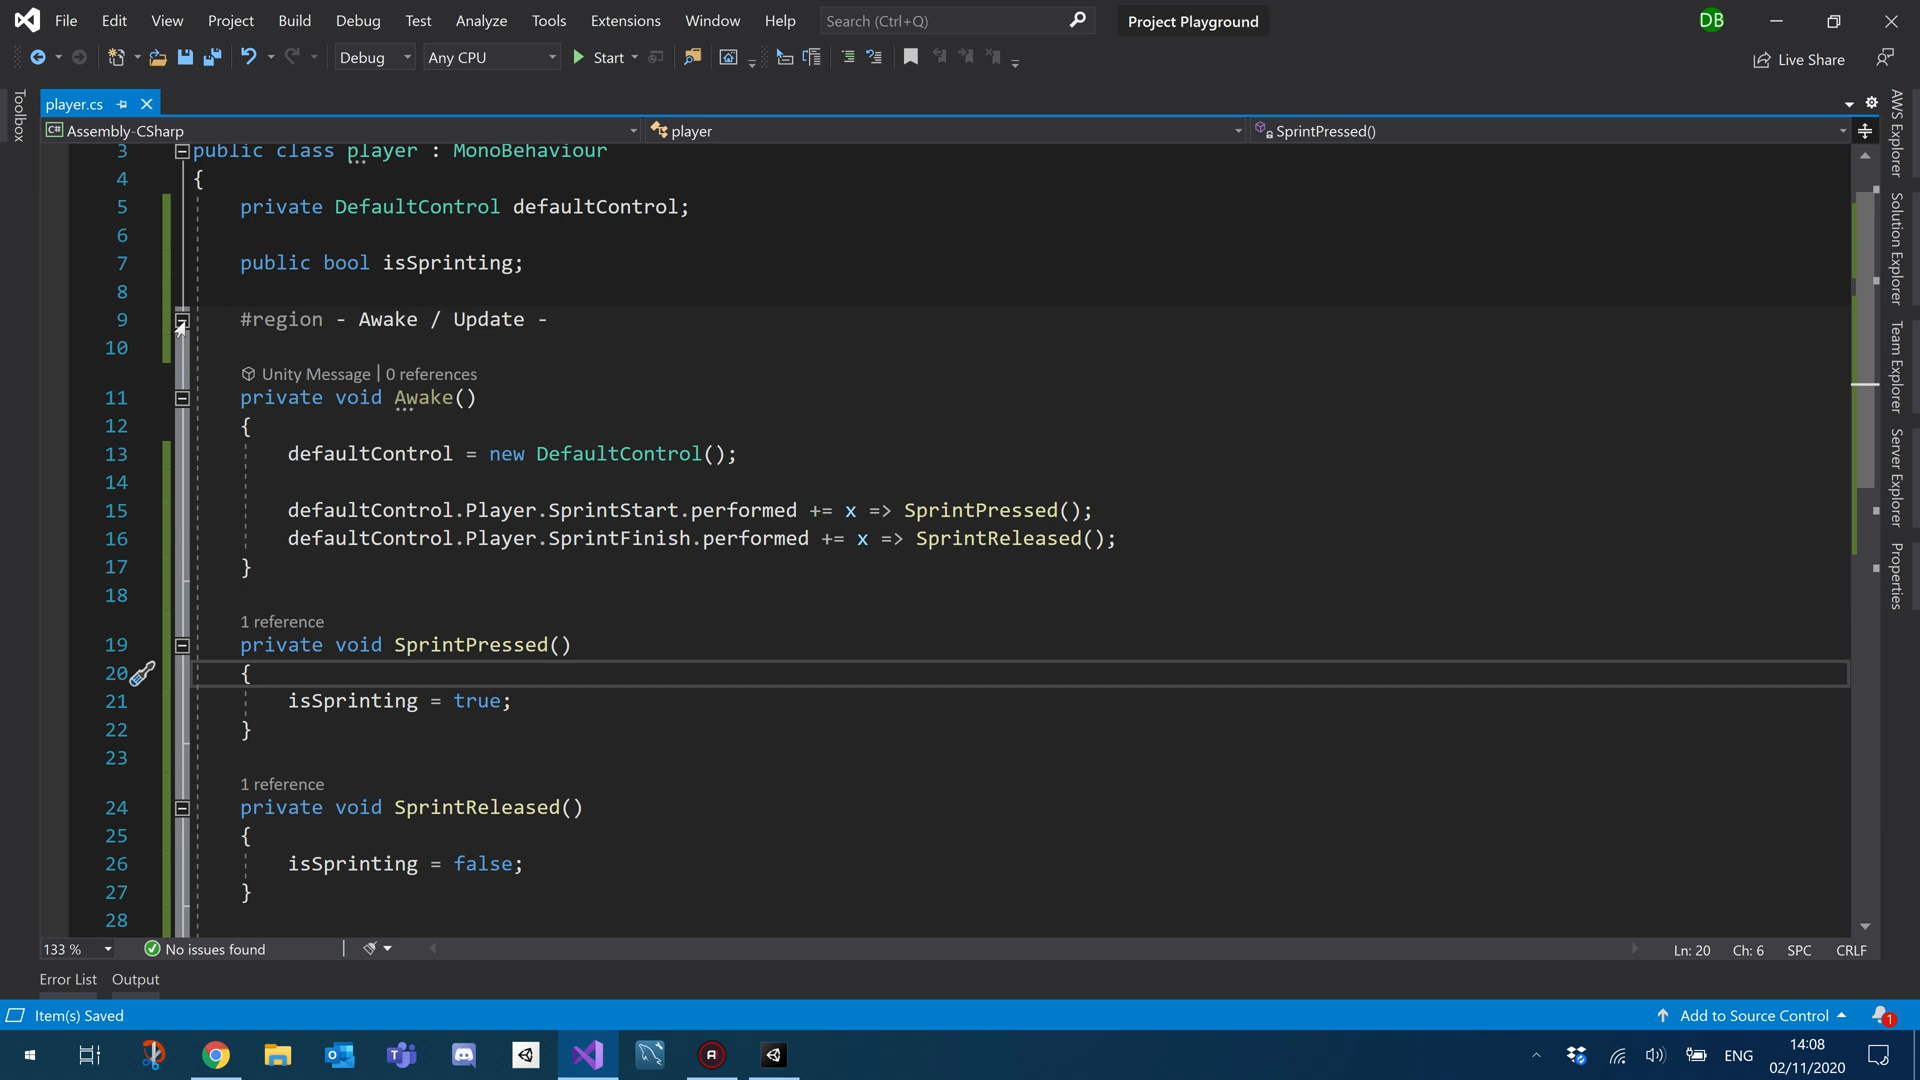 File Edit View Project Build Debug Test Analyze Tools Extensions Window Help Search (Ctrl+Q) Project Playground DB
Debug Any CPU Start Live Share
Toolbox
player.cs
Assembly-CSharp player SprintPressed()
3 public class player : MonoBehaviour
4 {
5 private DefaultControl defaultControl;
6
7 public bool isSprinting;
8
9 #region - Awake / Update -
10
Unity Message | 0 references
11 private void Awake()
12 {
13 defaultControl = new DefaultControl();
14
15 defaultControl.Player.SprintStart.performed += x => SprintPressed();
16 defaultControl.Player.SprintFinish.performed += x => SprintReleased();
17 }
18
1 reference
19 private void SprintPressed()
20 {
21 isSprinting = true;
22 }
23
1 reference
24 private void SprintReleased()
25 {
26 isSprinting = false;
27 }
28
AWS Explorer
Solution Explorer
Team Explorer
Server Explorer
Properties
133 % No issues found Ln: 20 Ch: 6 SPC CRLF
Error List Output
Item(s) Saved Add to Source Control 1
ENG 14:08
02/11/2020